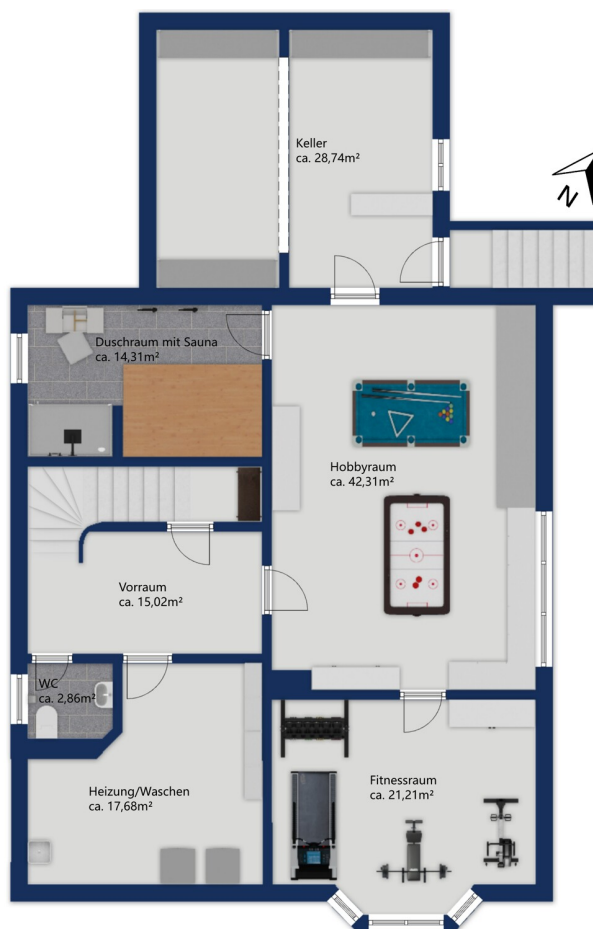 Keller
ca. 28,74m²
N
Duschraum mit Sauna
ca. 14,31m²
Hobbyraum
ca. 42,31m²
Vorraum
ca. 15,02m²
WC
ca. 2,86m²
Heizung/Waschen
ca. 17,68m²
Fitnessraum
ca. 21,21m²